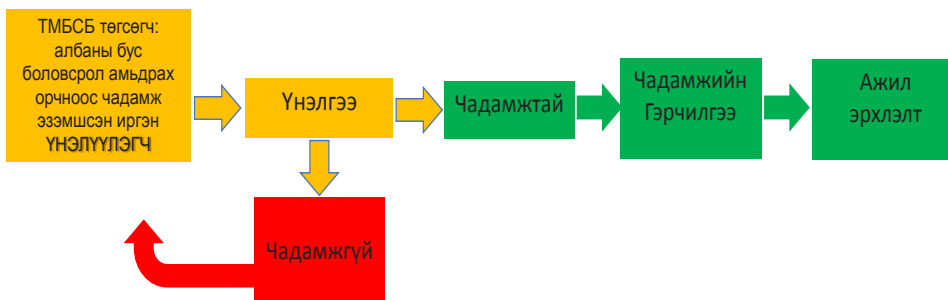 ТМБСБ төгсөгч:
албаны бус
боловсрол амьдрах
орчноос чадамж
эзэмшсэн иргэн
ҮНЭЛҮҮЛЭГЧ
Үнэлгээ
Чадамжтай
Чадамжийн
Гэрчилгээ
Ажил
эрхлэлт
Чадамжгүй